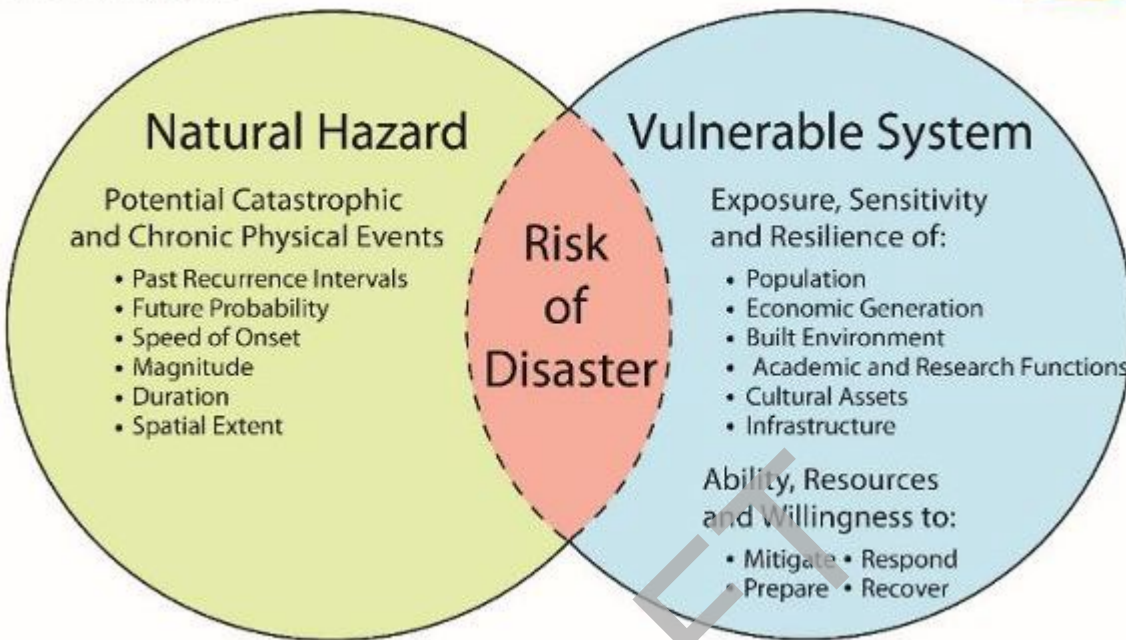 Natural Hazard
Potential Catastrophic
and Chronic Physical Events
• Past Recurrence Intervals
• Future Probability
• Speed of Onset
• Magnitude
• Duration
• Spatial Extent
Risk
of
Disaster
Vulnerable System
Exposure, Sensitivity
and Resilience of:
• Population
• Economic Generation
• Built Environment
• Academic and Research Functions
• Cultural Assets
• Infrastructure
Ability, Resources
and Willingness to:
• Mitigate • Respond
• Prepare • Recover